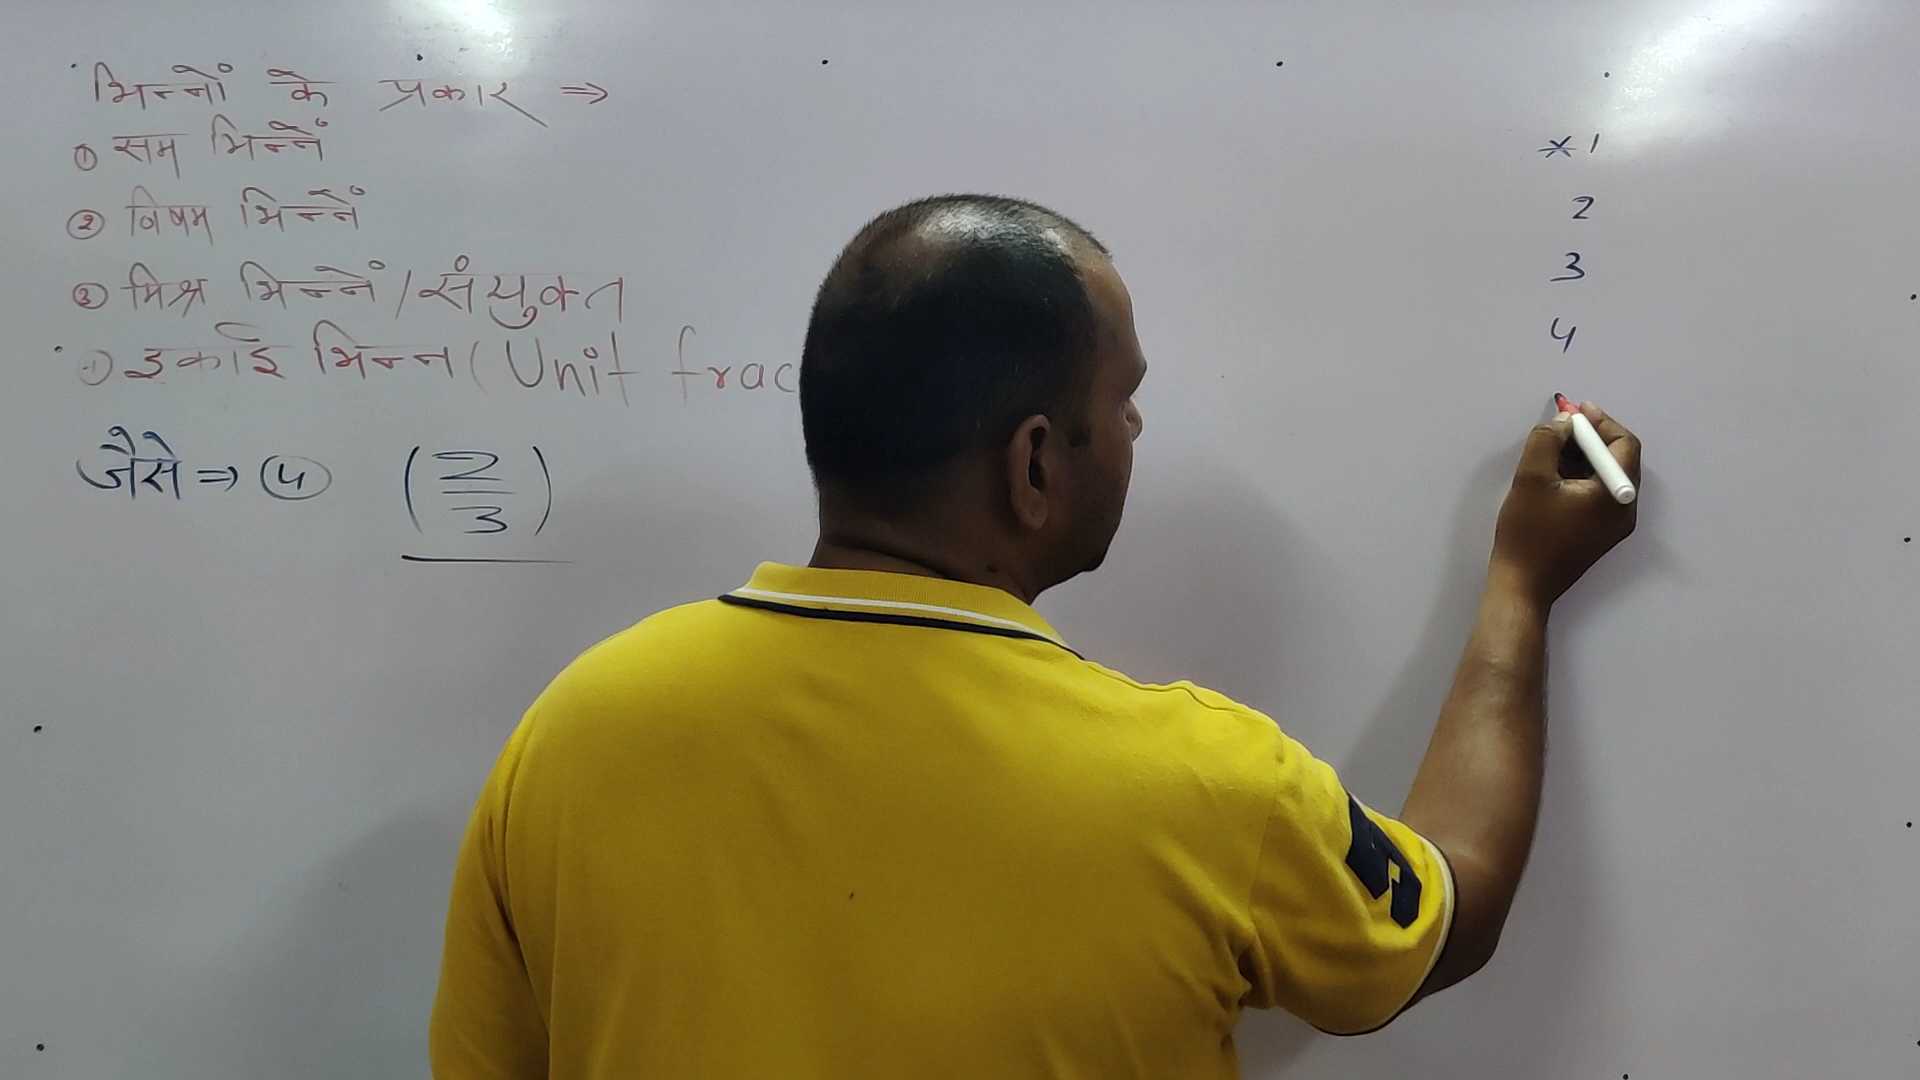 भिन्नों के प्रकार ⇒
① सम भिन्नें
② विषम भिन्नें
③ मिश्र भिन्नें/संयुक्त
④ इकाई भिन्न (Unit frac
जैसे ⇒ ④ (2/3)
* 1
2
3
4